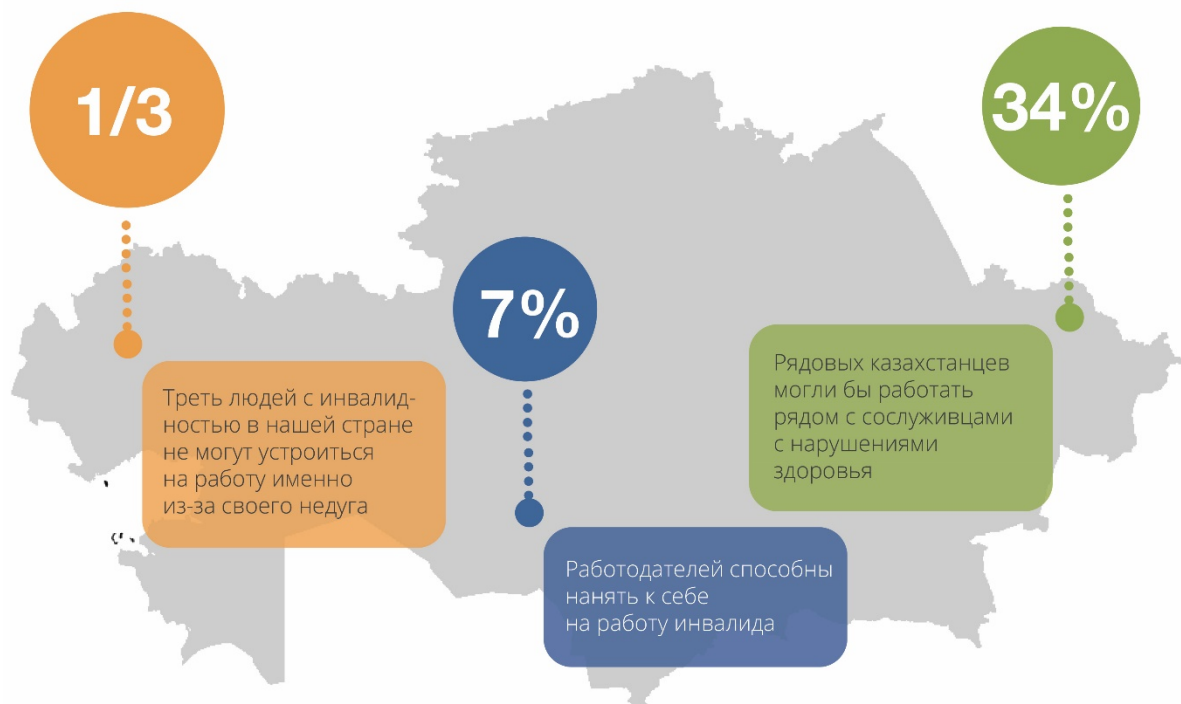 1/3
Треть людей с инвалид-
ностью в нашей стране
не могут устроиться
на работу именно
из-за своего недуга
7%
Работодателей способны
нанять к себе
на работу инвалида
34%
Рядовых казахстанцев
могли бы работать
рядом с сослуживцами
с нарушениями
здоровья